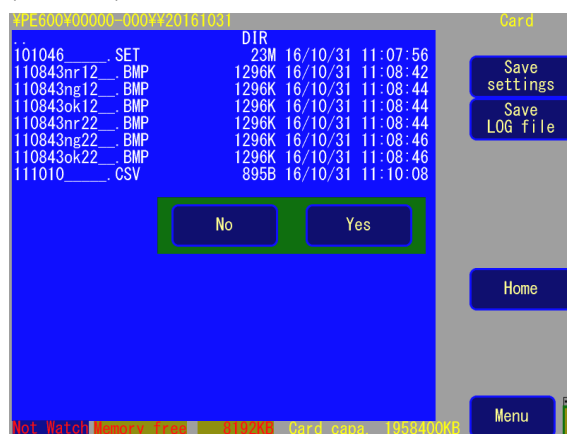 ¥PE600¥00000-000¥¥20161031
Card
.. DIR
101046_____.SET 23M 16/10/31 11:07:56
110843nr12__.BMP 1296K 16/10/31 11:08:42
110843ng12__.BMP 1296K 16/10/31 11:08:44
110843ok12__.BMP 1296K 16/10/31 11:08:44
110843nr22__.BMP 1296K 16/10/31 11:08:44
110843ng22__.BMP 1296K 16/10/31 11:08:46
110843ok22__.BMP 1296K 16/10/31 11:08:46
111010_____.CSV 895B 16/10/31 11:10:08
Save
settings
Save
LOG file
No Yes
Home
Menu
Not Watch Memory free 8192KB Card capa. 1958400KB